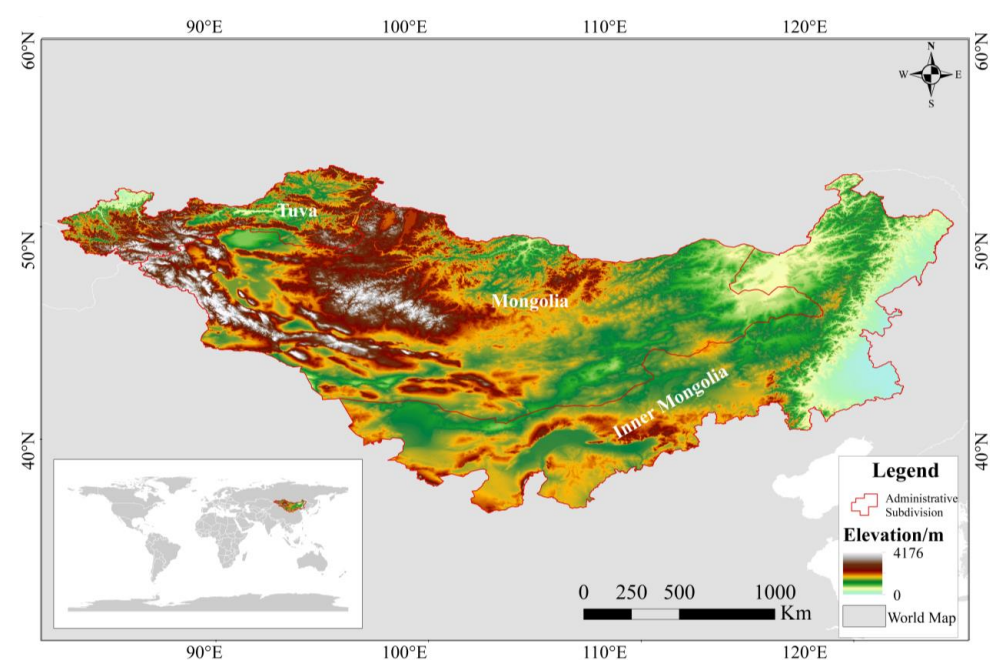 90°E 100°E 110°E 120°E
60°N 60°N
N
W E
S
Tuva
50°N 50°N
Mongolia
Inner Mongolia
40°N 40°N
Legend
Administrative
Subdivision
Elevation/m
4176
0
World Map
0 250 500 1000
Km
90°E 100°E 110°E 120°E